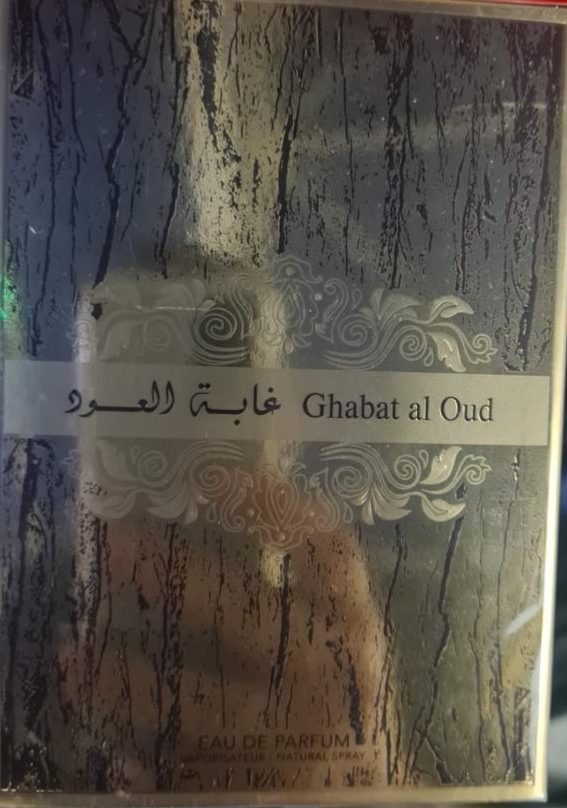 غابة العود Ghabat al Oud
EAU DE PARFUM
VAPORISATEUR - NATURAL SPRAY